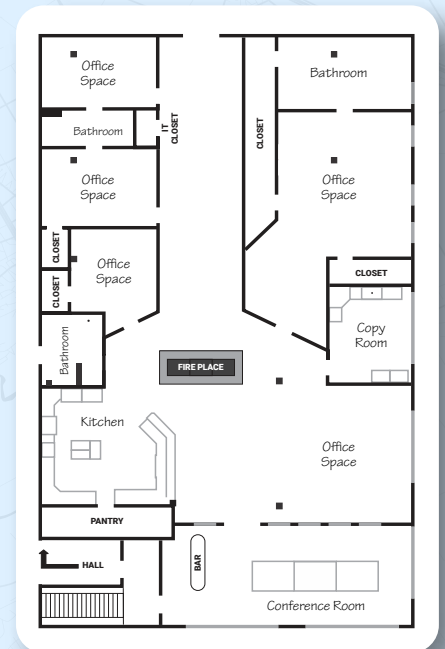 Office
Space
Bathroom
Bathroom
IT
CLOSET
CLOSET
Office
Space
Office
Space
CLOSET
Office
Space
CLOSET
CLOSET
Bathroom
Copy
Room
FIRE PLACE
Kitchen
Office
Space
PANTRY
HALL
BAR
Conference Room